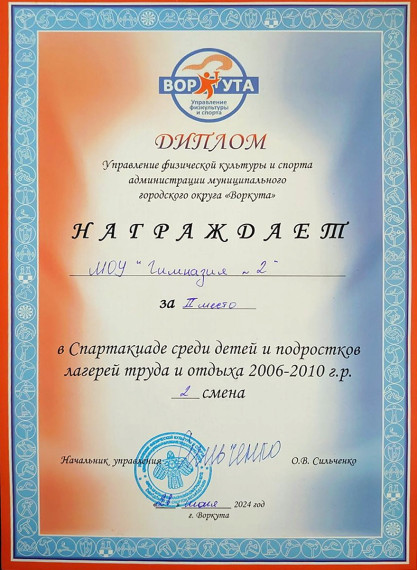 ВОРКУТА
Управление
физкультуры
и спорта
ДИПЛОМ
Управление физической культуры и спорта
администрации муниципального
городского округа «Воркута»
НАГРАЖДАЕТ
МОУ "Гимназия №2"
за II место
в Спартакиаде среди детей и подростков
лагерей труда и отдыха 2006-2010 г.р.
2 смена
Начальник управления Сильченко О.В. Сильченко
2024 год
г. Воркута